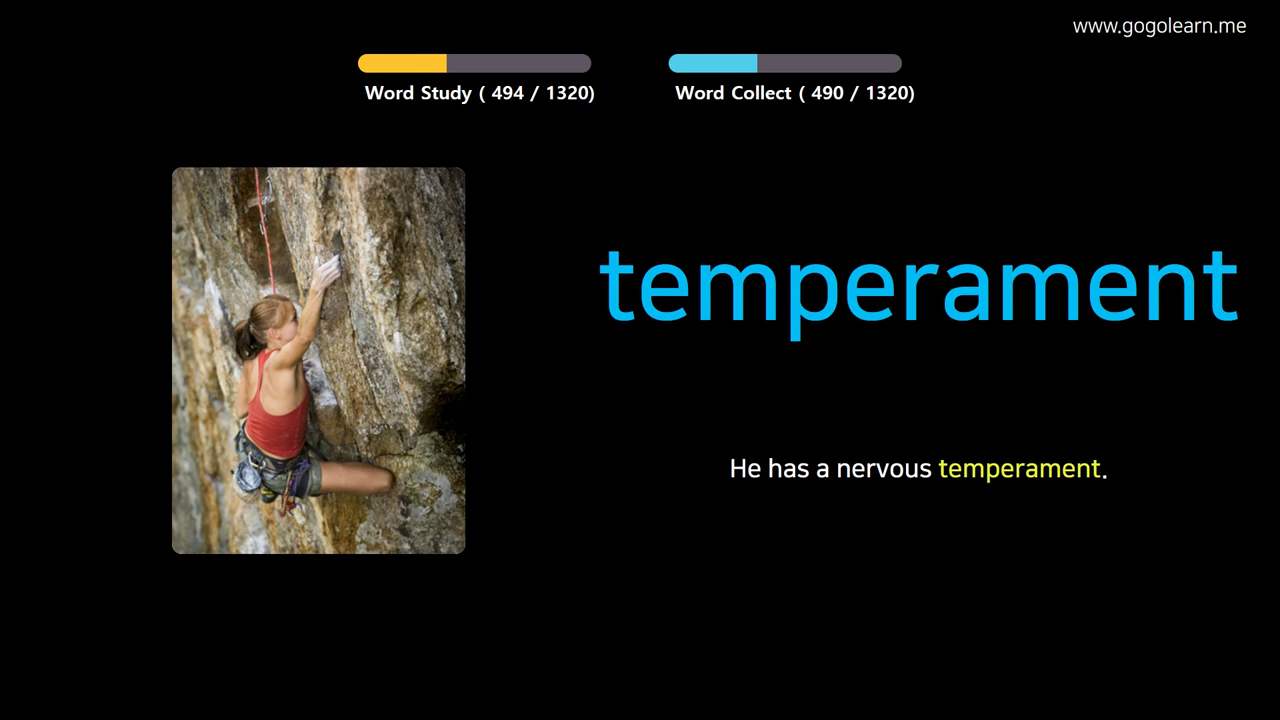 www.gogolearn.me
Word Study ( 494 / 1320)
Word Collect ( 490 / 1320)
temperament
He has a nervous temperament.